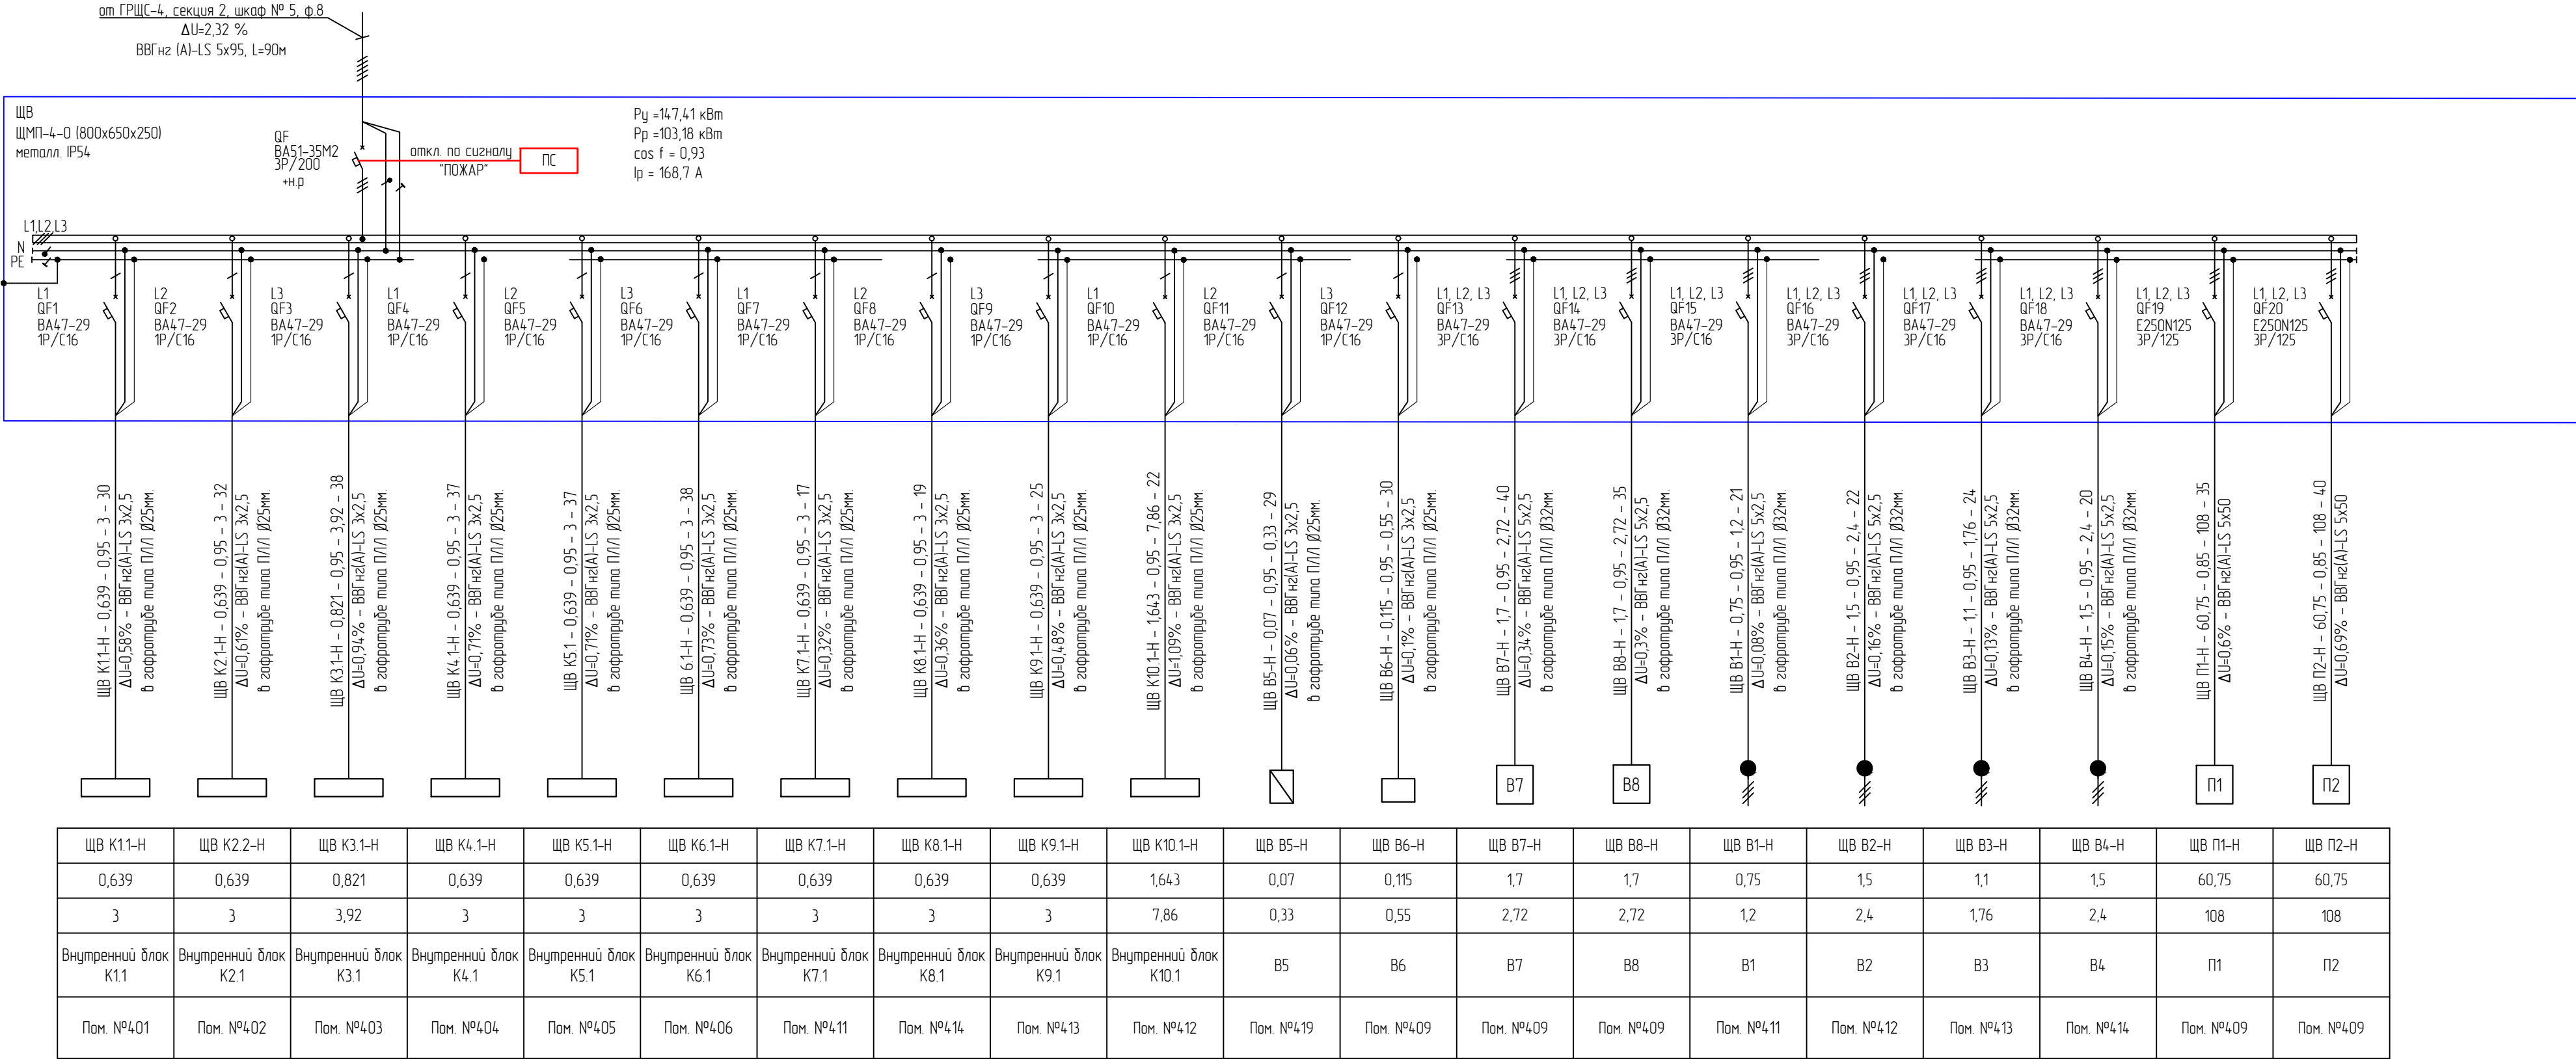 от ГРЩС-4, секция 2, шкаф № 5, ф.8
ΔU=2,32 %
ВВГнг (А)-LS 5х95, L=90м
ЩВ
ЩМП-4-0 (800х650х250)
металл. IP54
QF
ВА51-35М2
3Р/200
+н.р
откл. по сигналу
"ПОЖАР"
ПС
Ру =147,41 кВт
Рр =103,18 кВт
cos f = 0,93
Iр = 168,7 А
L1,L2,L3
N
PE
L1
QF1
ВА47-29
1Р/С16
L2
QF2
ВА47-29
1Р/С16
L3
QF3
ВА47-29
1Р/С16
L1
QF4
ВА47-29
1Р/С16
L2
QF5
ВА47-29
1Р/С16
L3
QF6
ВА47-29
1Р/С16
L1
QF7
ВА47-29
1Р/С16
L2
QF8
ВА47-29
1Р/С16
L3
QF9
ВА47-29
1Р/С16
L1
QF10
ВА47-29
1Р/С16
L2
QF11
ВА47-29
1Р/С16
L3
QF12
ВА47-29
1Р/С16
L1, L2, L3
QF13
ВА47-29
3Р/С16
L1, L2, L3
QF14
ВА47-29
3Р/С16
L1, L2, L3
QF15
ВА47-29
3Р/С16
L1, L2, L3
QF16
ВА47-29
3Р/С16
L1, L2, L3
QF17
ВА47-29
3Р/С16
L1, L2, L3
QF18
ВА47-29
3Р/С16
L1, L2, L3
QF19
E250N125
3Р/125
L1, L2, L3
QF20
E250N125
3Р/125
ЩВ К1.1-Н - 0,639 - 0,95 - 3 - 30
ΔU=0,58% - ВВГнг(А)-LS 3х2,5
в гофротрубе типа ПЛЛ Ø25мм.
ЩВ К2.1-Н - 0,639 - 0,95 - 3 - 32
ΔU=0,61% - ВВГнг(А)-LS 3х2,5
в гофротрубе типа ПЛЛ Ø25мм.
ЩВ К3.1-Н - 0,821 - 0,95 - 3,92 - 38
ΔU=0,94% - ВВГнг(А)-LS 3х2,5
в гофротрубе типа ПЛЛ Ø25мм.
ЩВ К4.1-Н - 0,639 - 0,95 - 3 - 37
ΔU=0,71% - ВВГнг(А)-LS 3х2,5
в гофротрубе типа ПЛЛ Ø25мм.
ЩВ К5.1 - 0,639 - 0,95 - 3 - 37
ΔU=0,71% - ВВГнг(А)-LS 3х2,5
в гофротрубе типа ПЛЛ Ø25мм.
ЩВ 6.1-Н - 0,639 - 0,95 - 3 - 38
ΔU=0,73% - ВВГнг(А)-LS 3х2,5
в гофротрубе типа ПЛЛ Ø25мм.
ЩВ К7.1-Н - 0,639 - 0,95 - 3 - 17
ΔU=0,32% - ВВГнг(А)-LS 3х2,5
в гофротрубе типа ПЛЛ Ø25мм.
ЩВ К8.1-Н - 0,639 - 0,95 - 3 - 19
ΔU=0,36% - ВВГнг(А)-LS 3х2,5
в гофротрубе типа ПЛЛ Ø25мм.
ЩВ К9.1-Н - 0,639 - 0,95 - 3 - 25
ΔU=0,48% - ВВГнг(А)-LS 3х2,5
в гофротрубе типа ПЛЛ Ø25мм.
ЩВ К10.1-Н - 1,643 - 0,95 - 7,86 - 22
ΔU=1,09% - ВВГнг(А)-LS 3х2,5
в гофротрубе типа ПЛЛ Ø25мм.
ЩВ В5-Н - 0,07 - 0,95 - 0,33 - 29
ΔU=0,06% - ВВГнг(А)-LS 3х2,5
в гофротрубе типа ПЛЛ Ø25мм.
ЩВ В6-Н - 0,115 - 0,95 - 0,55 - 30
ΔU=0,1% - ВВГнг(А)-LS 3х2,5
в гофротрубе типа ПЛЛ Ø25мм.
ЩВ В7-Н - 1,7 - 0,95 - 2,72 - 40
ΔU=0,34% - ВВГнг(А)-LS 5х2,5
в гофротрубе типа ПЛЛ Ø32мм.
ЩВ В8-Н - 1,7 - 0,95 - 2,72 - 35
ΔU=0,3% - ВВГнг(А)-LS 5х2,5
в гофротрубе типа ПЛЛ Ø32мм.
ЩВ В1-Н - 0,75 - 0,95 - 1,2 - 21
ΔU=0,08% - ВВГнг(А)-LS 5х2,5
в гофротрубе типа ПЛЛ Ø32мм.
ЩВ В2-Н - 1,5 - 0,95 - 2,4 - 22
ΔU=0,16% - ВВГнг(А)-LS 5х2,5
в гофротрубе типа ПЛЛ Ø32мм.
ЩВ В3-Н - 1,1 - 0,95 - 1,76 - 24
ΔU=0,13% - ВВГнг(А)-LS 5х2,5
в гофротрубе типа ПЛЛ Ø32мм.
ЩВ В4-Н - 1,5 - 0,95 - 2,4 - 20
ΔU=0,15% - ВВГнг(А)-LS 5х2,5
в гофротрубе типа ПЛЛ Ø32мм.
ЩВ П1-Н - 60,75 - 0,85 - 108 - 35
ΔU=0,6% - ВВГнг(А)-LS 5х50
ЩВ П2-Н - 60,75 - 0,85 - 108 - 40
ΔU=0,69% - ВВГнг(А)-LS 5х50
В7
В8
П1
П2
ЩВ К1.1-Н ЩВ К2.2-Н ЩВ К3.1-Н ЩВ К4.1-Н ЩВ К5.1-Н ЩВ К6.1-Н ЩВ К7.1-Н ЩВ К8.1-Н ЩВ К9.1-Н ЩВ К10.1-Н ЩВ В5-Н ЩВ В6-Н ЩВ В7-Н ЩВ В8-Н ЩВ В1-Н ЩВ В2-Н ЩВ В3-Н ЩВ В4-Н ЩВ П1-Н ЩВ П2-Н
0,639 0,639 0,821 0,639 0,639 0,639 0,639 0,639 0,639 1,643 0,07 0,115 1,7 1,7 0,75 1,5 1,1 1,5 60,75 60,75
3 3 3,92 3 3 3 3 3 3 7,86 0,33 0,55 2,72 2,72 1,2 2,4 1,76 2,4 108 108
Внутренний блок Внутренний блок Внутренний блок Внутренний блок Внутренний блок Внутренний блок Внутренний блок Внутренний блок Внутренний блок Внутренний блок
К1.1 К2.1 К3.1 К4.1 К5.1 К6.1 К7.1 К8.1 К9.1 К10.1 В5 В6 В7 В8 В1 В2 В3 В4 П1 П2
Пом. №401 Пом. №402 Пом. №403 Пом. №404 Пом. №405 Пом. №406 Пом. №411 Пом. №414 Пом. №413 Пом. №412 Пом. №419 Пом. №409 Пом. №409 Пом. №409 Пом. №411 Пом. №412 Пом. №413 Пом. №414 Пом. №409 Пом. №409